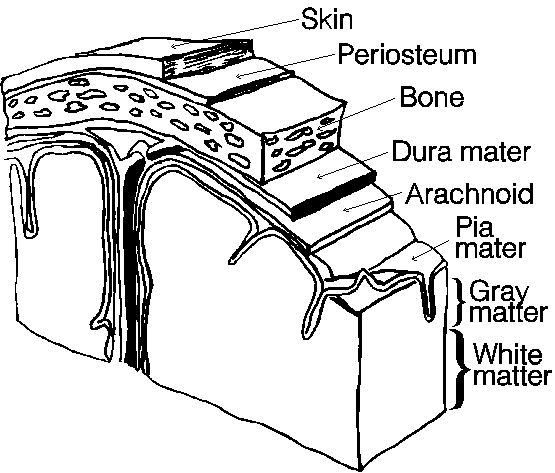 Skin
Periosteum
Bone
Dura mater
Arachnoid
Pia
mater
Gray
matter
White
matter